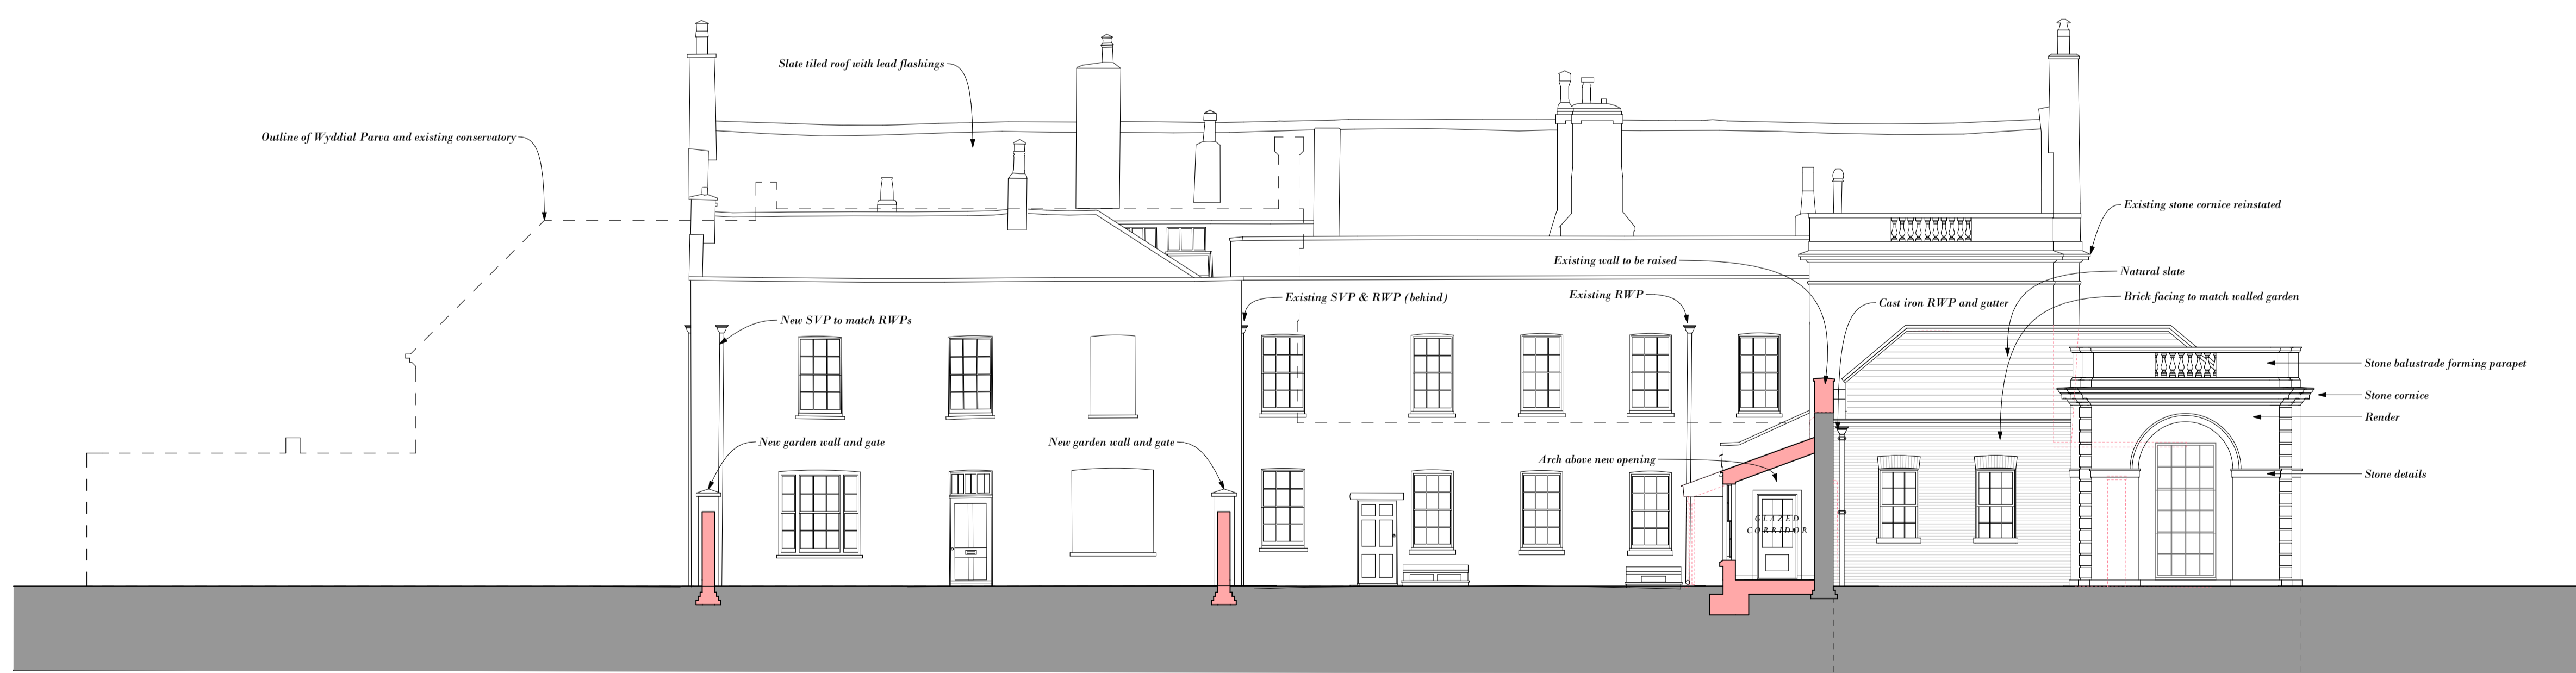 Slate tiled roof with lead flashings
Outline of Wyddial Parva and existing conservatory
Existing stone cornice reinstated
Existing wall to be raised
Natural slate
Existing SVP & RWP (behind)
Existing RWP
Cast iron RWP and gutter
Brick facing to match walled garden
New SVP to match RWPs
Stone balustrade forming parapet
Stone cornice
Render
New garden wall and gate
New garden wall and gate
Arch above new opening
Stone details
GLAZED
CORRIDOR